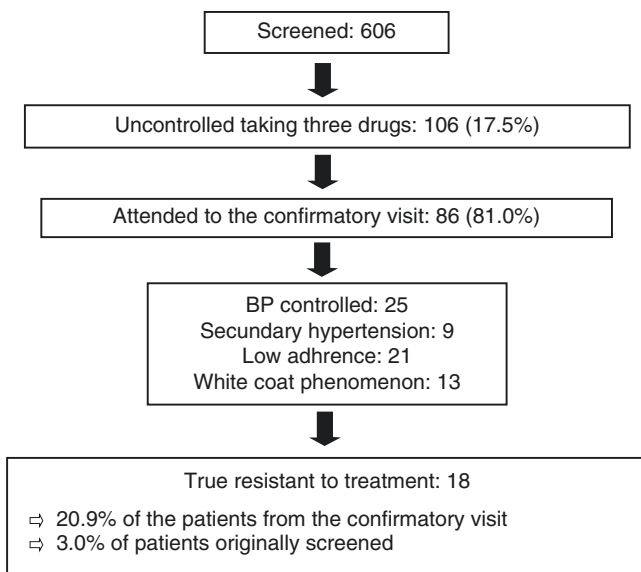 Screened: 606
Uncontrolled taking three drugs: 106 (17.5%)
Attended to the confirmatory visit: 86 (81.0%)
BP controlled: 25
Secundary hypertension: 9
Low adhrence: 21
White coat phenomenon: 13
True resistant to treatment: 18
⇨ 20.9% of the patients from the confirmatory visit
⇨ 3.0% of patients originally screened